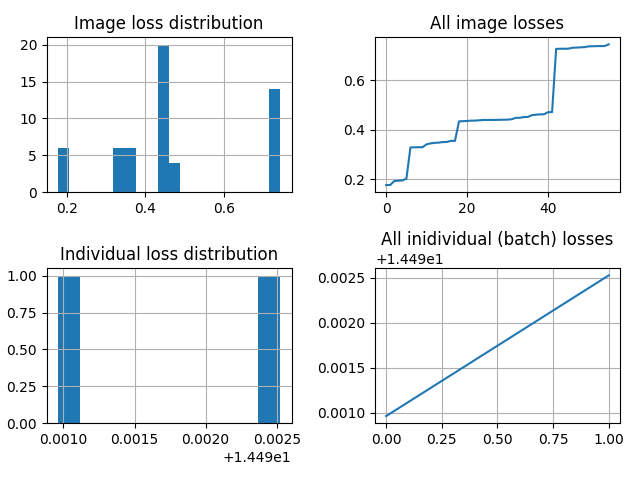 Image loss distribution
20
15
10
5
0
0.2 0.4 0.6
All image losses
0.6
0.4
0.2
0 20 40
Individual loss distribution
1.00
0.75
0.50
0.25
0.00
0.0010 0.0015 0.0020 0.0025
+1.449e1
All inidividual (batch) losses
+1.449e1
0.0025
0.0020
0.0015
0.0010
0.00 0.25 0.50 0.75 1.00